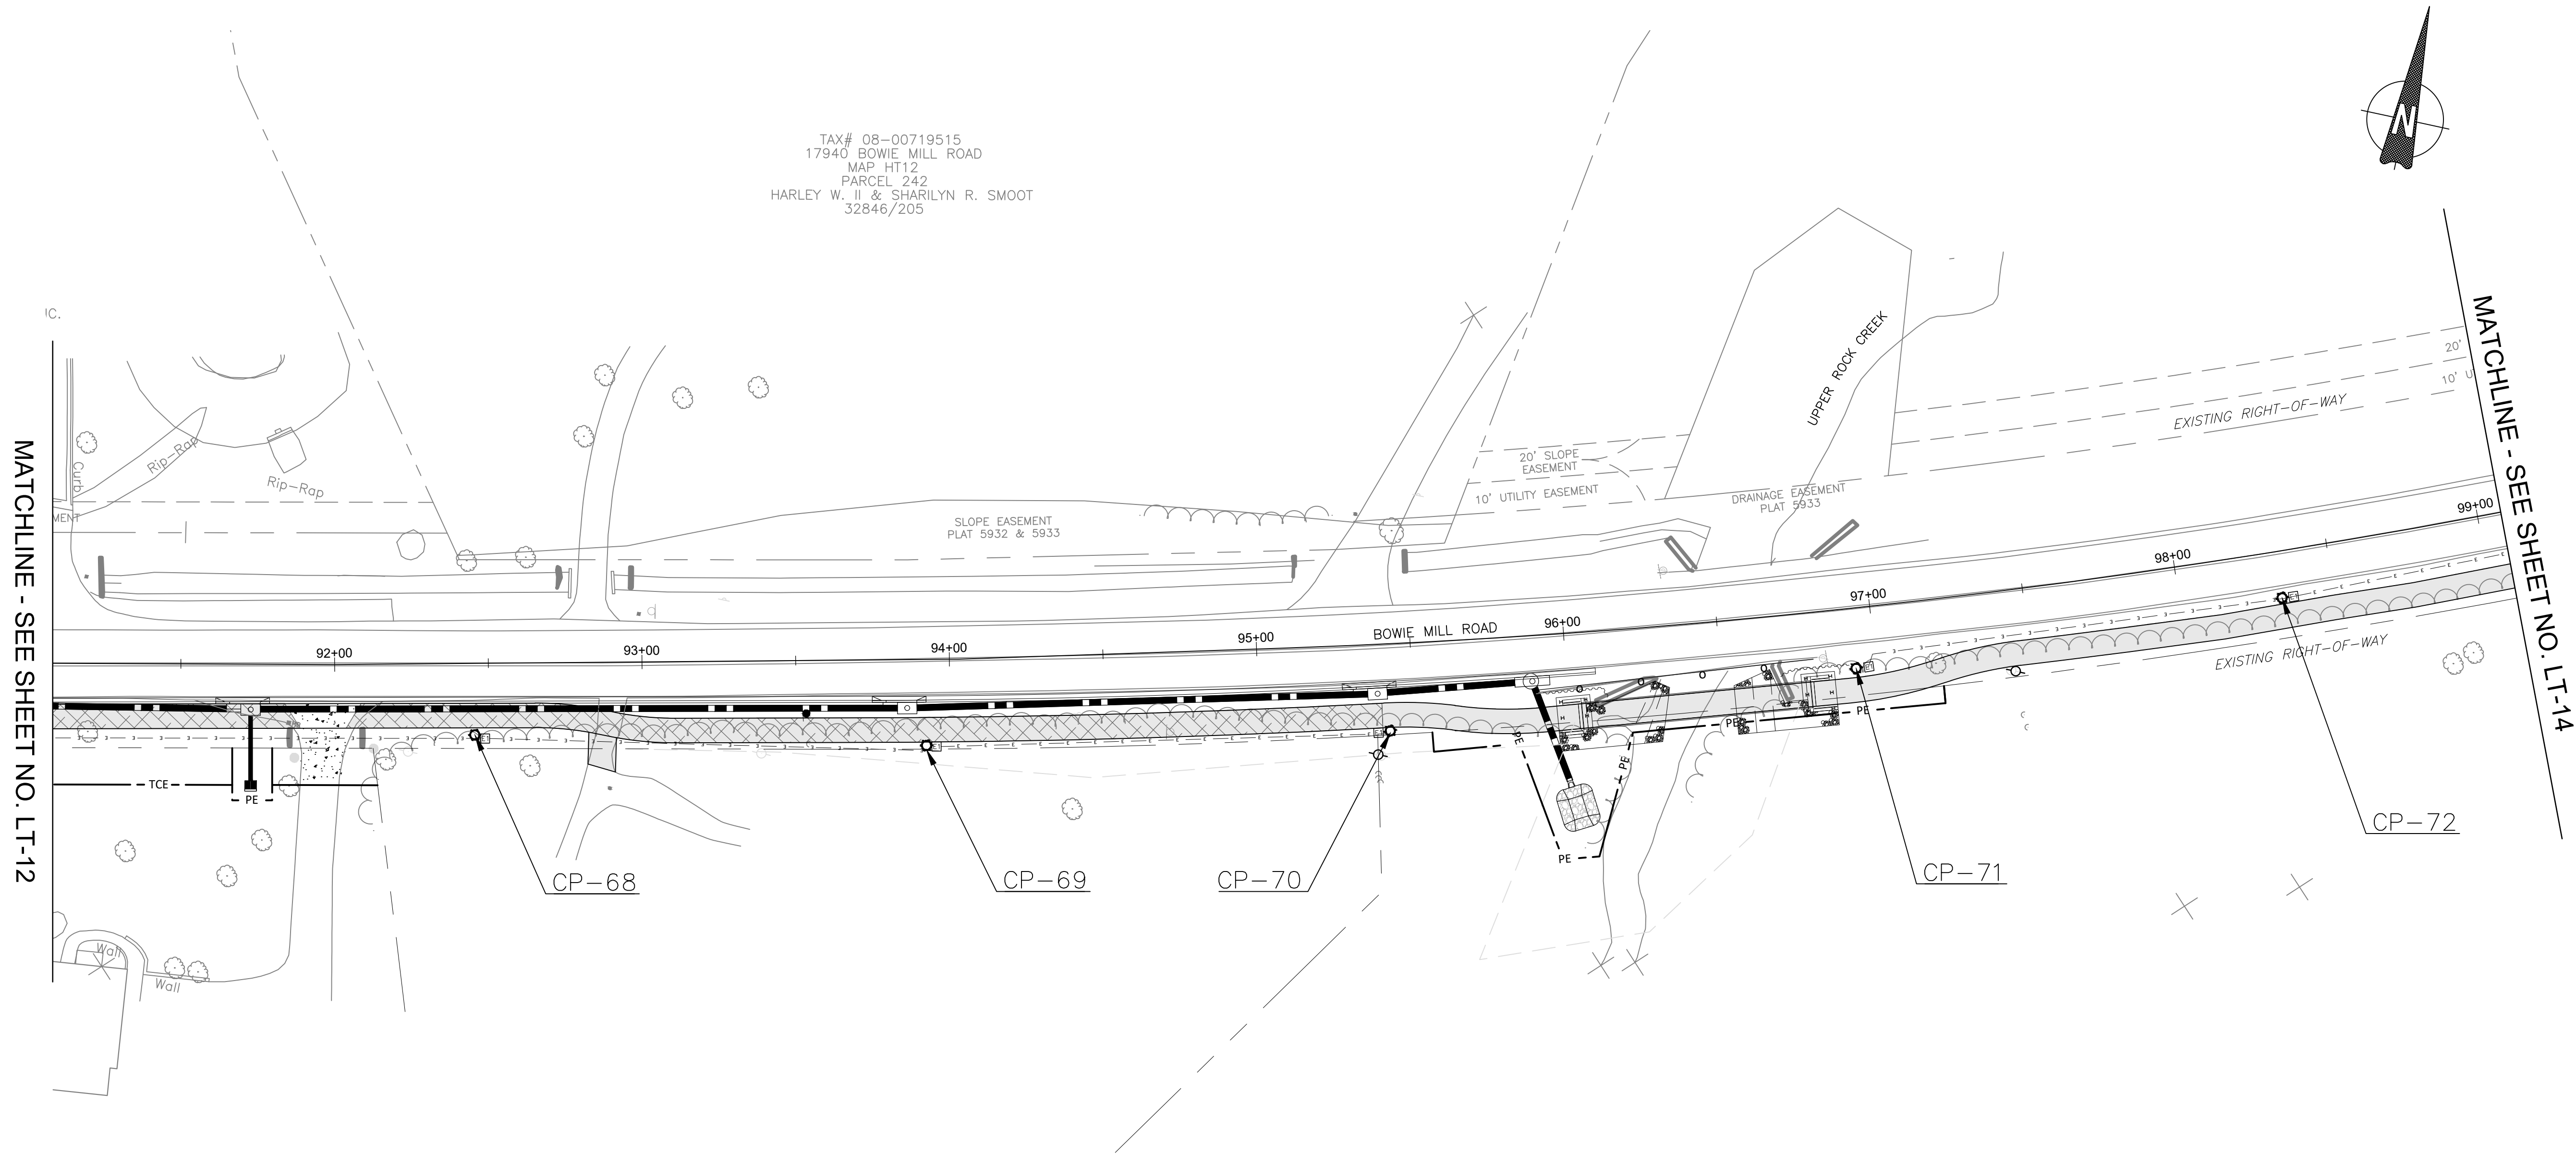 N
TAX# 08-00719515
17940 BOWIE MILL ROAD
MAP HT12
PARCEL 242
HARLEY W. II & SHARILYN R. SMOOT
32846/205
MATCHLINE - SEE SHEET NO. LT-12
MATCHLINE - SEE SHEET NO. LT-14
Curb
Rip-Rap
Rip-Rap
MENT
SLOPE EASEMENT
PLAT 5932 & 5933
20' SLOPE
EASEMENT
10' UTILITY EASEMENT
UPPER ROCK CREEK
DRAINAGE EASEMENT
PLAT 5933
20'
10' U
EXISTING RIGHT-OF-WAY
92+00
93+00
94+00
95+00
BOWIE MILL ROAD
96+00
97+00
98+00
99+00
EXISTING RIGHT-OF-WAY
TCE
PE
PE
PE
PE
PE
PE
CP-68
CP-69
CP-70
CP-71
CP-72
Wall
Wall